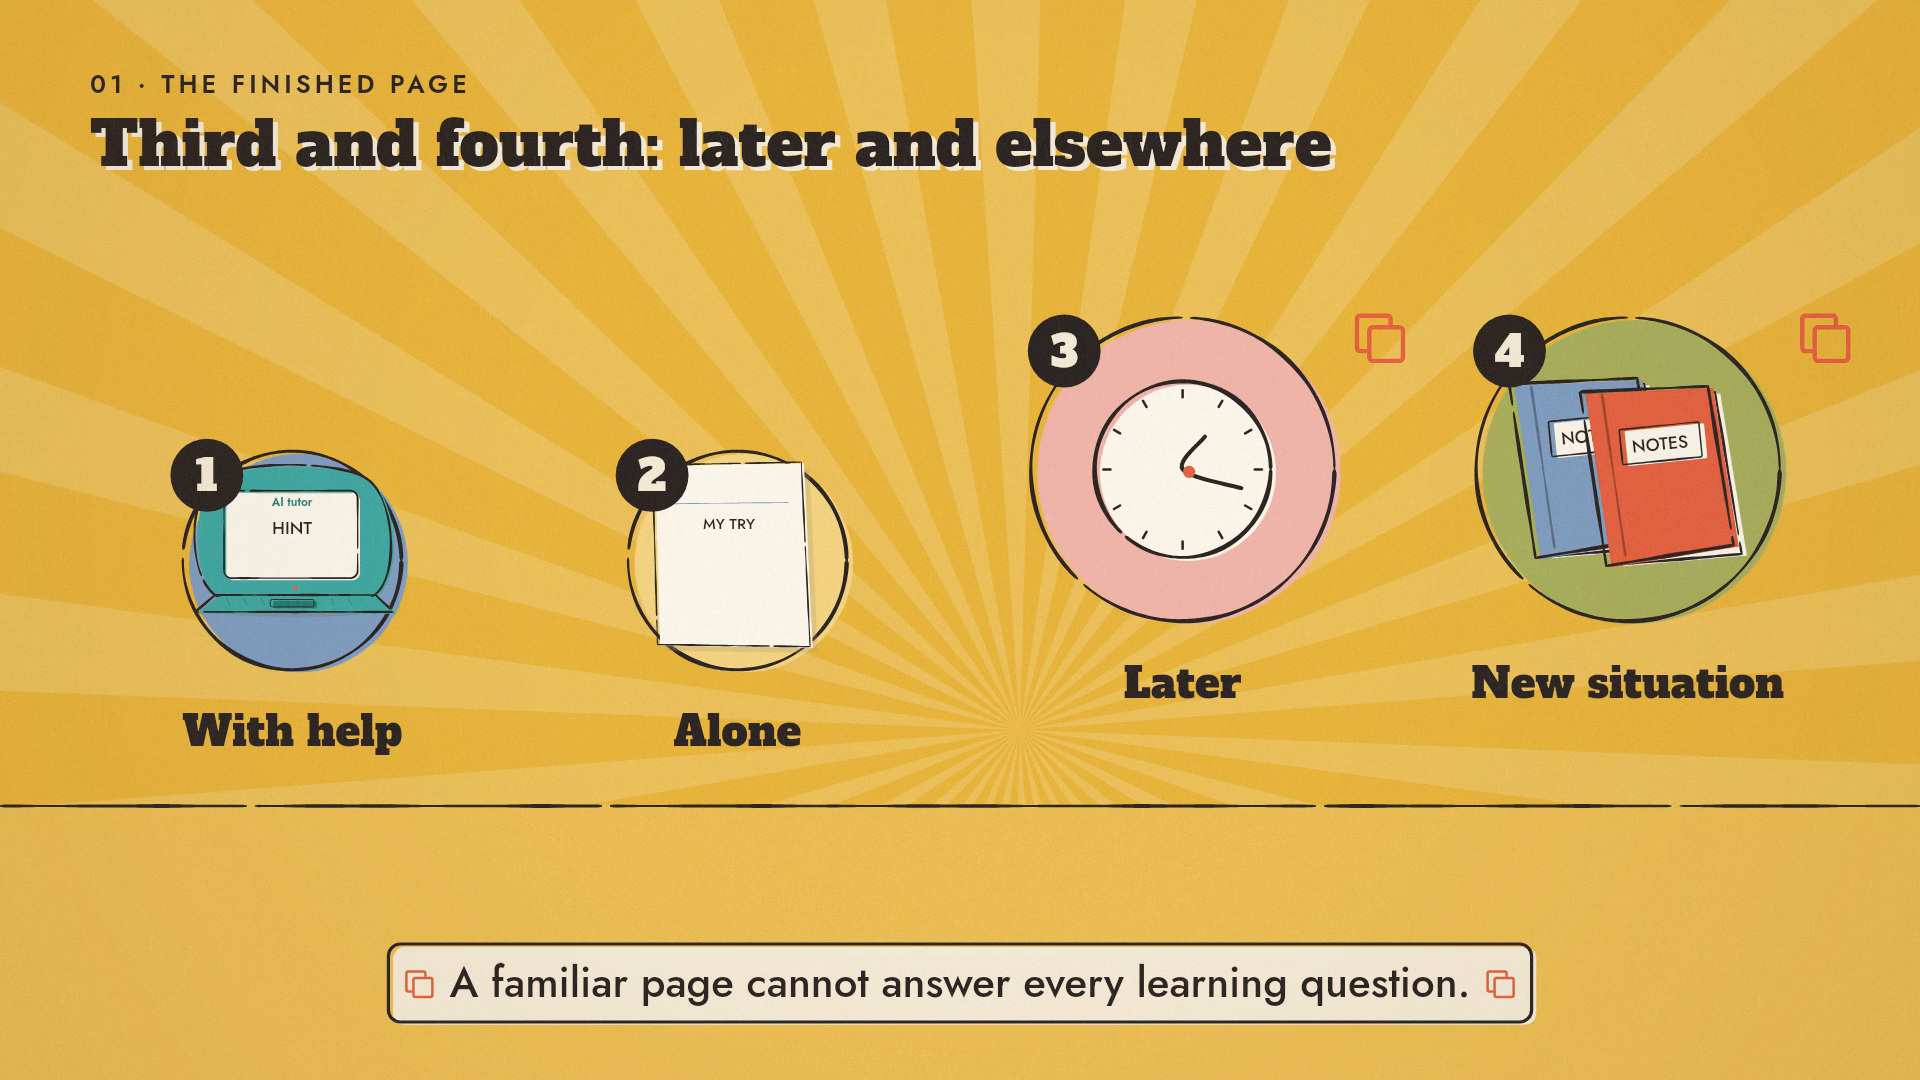 01 · THE FINISHED PAGE
Third and fourth: later and elsewhere
1
AI tutor
HINT
With help
2
MY TRY
Alone
3
Later
4
NOTES
New situation
A familiar page cannot answer every learning question.